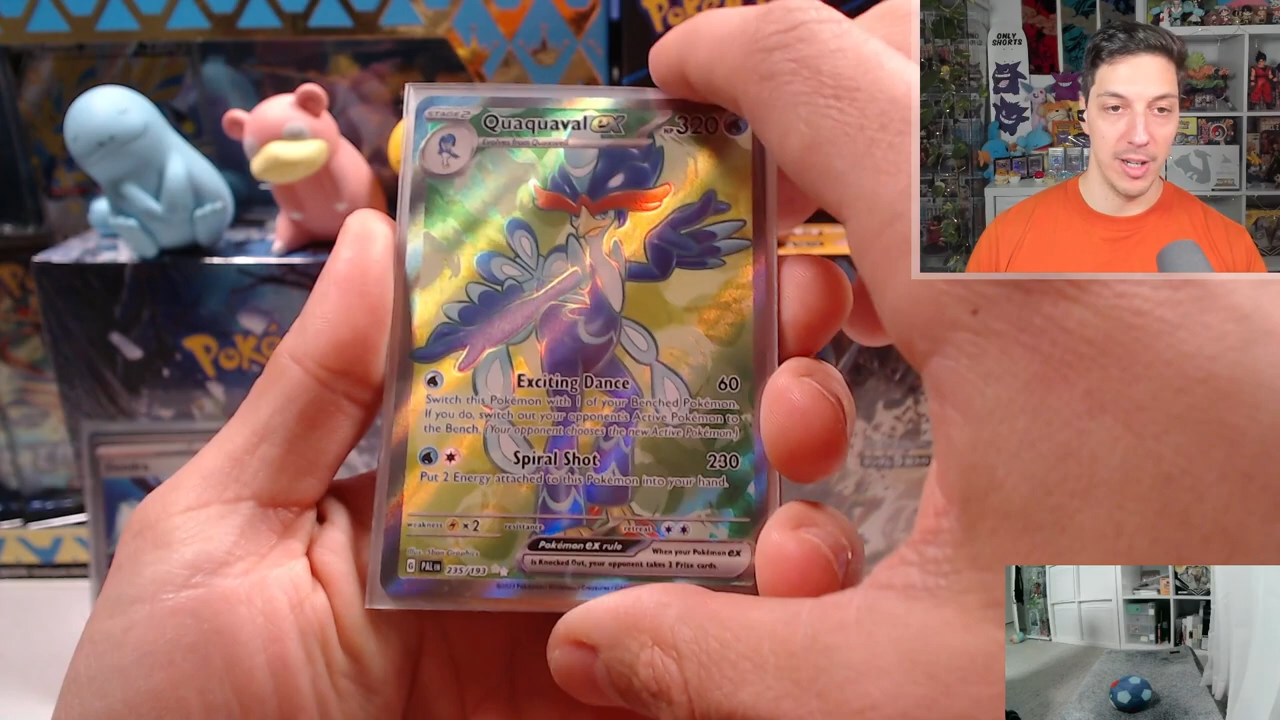 STAGE 2
Quaquaval ex
HP 320
Evolves from Quaxwell
Exciting Dance 60
Switch this Pokémon with 1 of your Benched Pokémon.
If you do, switch out your opponent's Active Pokémon to
the Bench. (Your opponent chooses the new Active Pokémon.)
Spiral Shot 230
Put 2 Energy attached to this Pokémon into your hand.
weakness ×2 resistance retreat
Pokémon ex rule
When your Pokémon ex
is Knocked Out, your opponent takes 2 Prize cards.
G PAL EN 235/193
ONLY
SHORTS
Poké
Pokémon